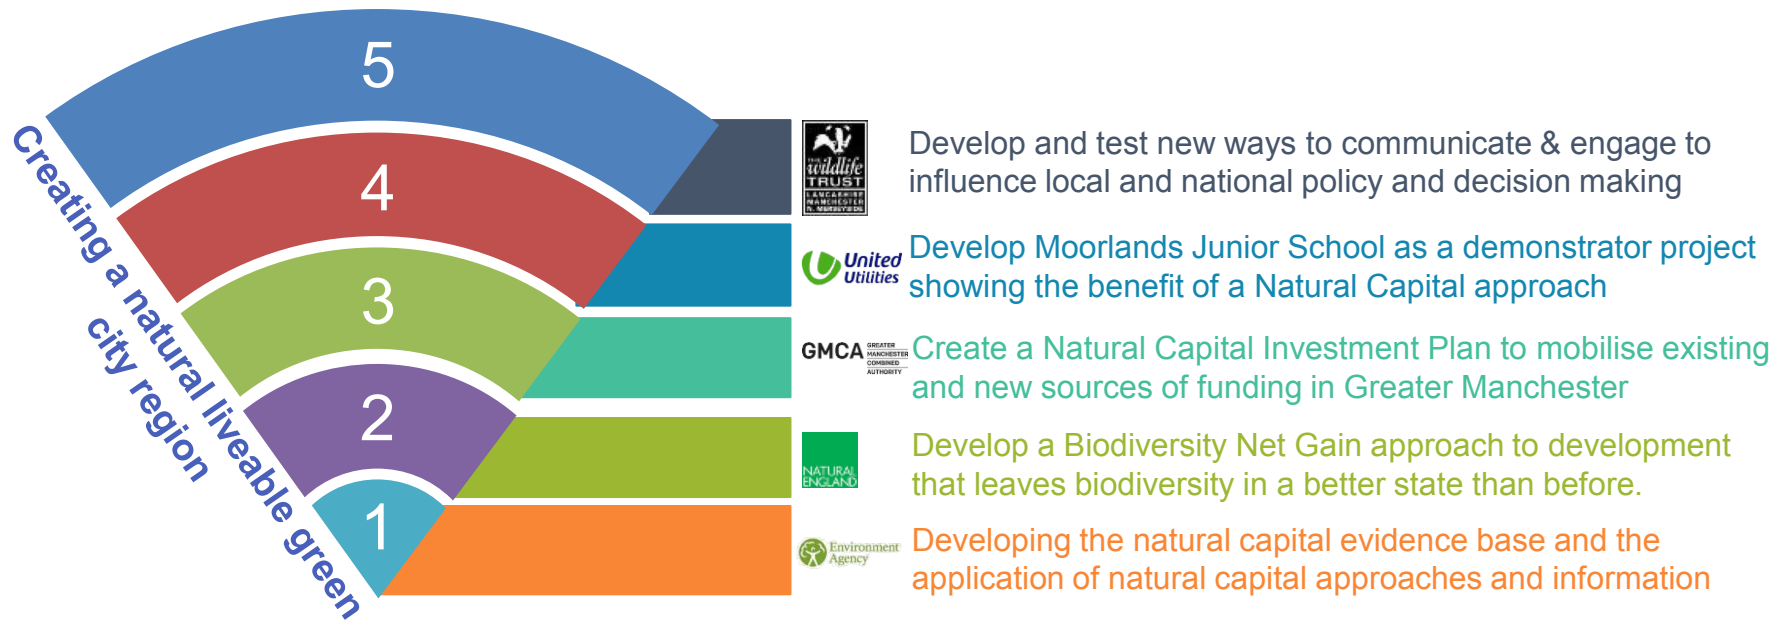 5
4
3
2
1
Creating a natural liveable green
city region
THE
wildlife
TRUST
LANCASHIRE
MANCHESTER
N. MERSEYSIDE
Develop and test new ways to communicate & engage to
influence local and national policy and decision making
United
Utilities
Develop Moorlands Junior School as a demonstrator project
showing the benefit of a Natural Capital approach
GMCA
GREATER
MANCHESTER
COMBINED
AUTHORITY
Create a Natural Capital Investment Plan to mobilise existing
and new sources of funding in Greater Manchester
NATURAL
ENGLAND
Develop a Biodiversity Net Gain approach to development
that leaves biodiversity in a better state than before.
Environment
Agency
Developing the natural capital evidence base and the
application of natural capital approaches and information